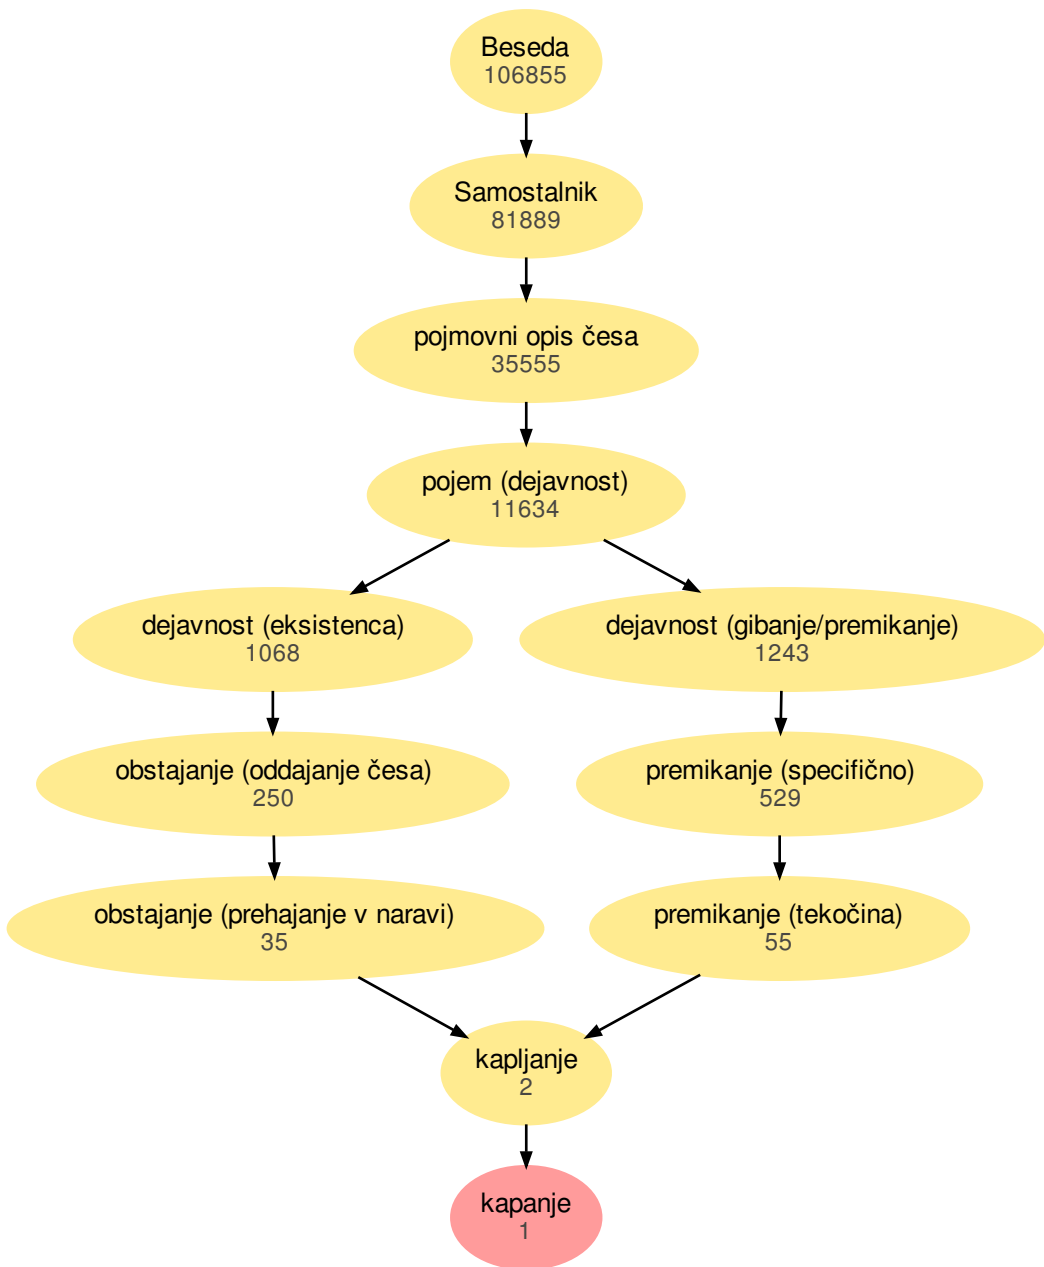 Beseda
106855
Samostalnik
81889
pojmovni opis česa
35555
pojem (dejavnost)
11634
dejavnost (eksistenca)
1068
dejavnost (gibanje/premikanje)
1243
obstajanje (oddajanje česa)
250
premikanje (specifično)
529
obstajanje (prehajanje v naravi)
35
premikanje (tekočina)
55
kapljanje
2
kapanje
1